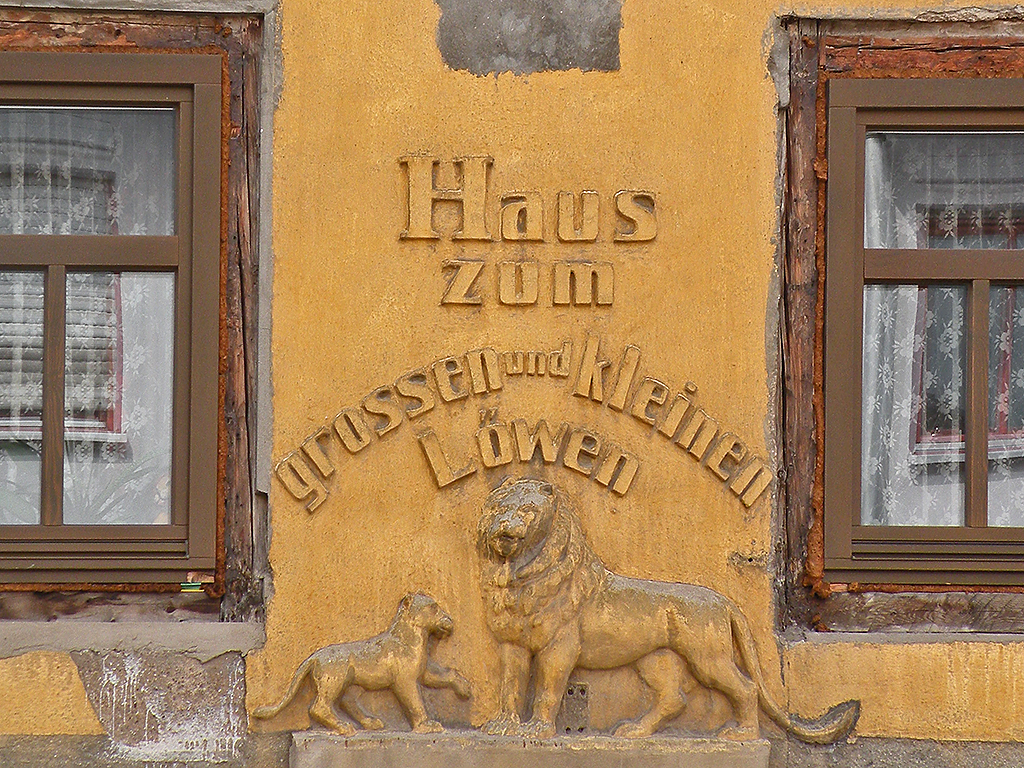 Haus
zum
grossen und kleinen
Löwen